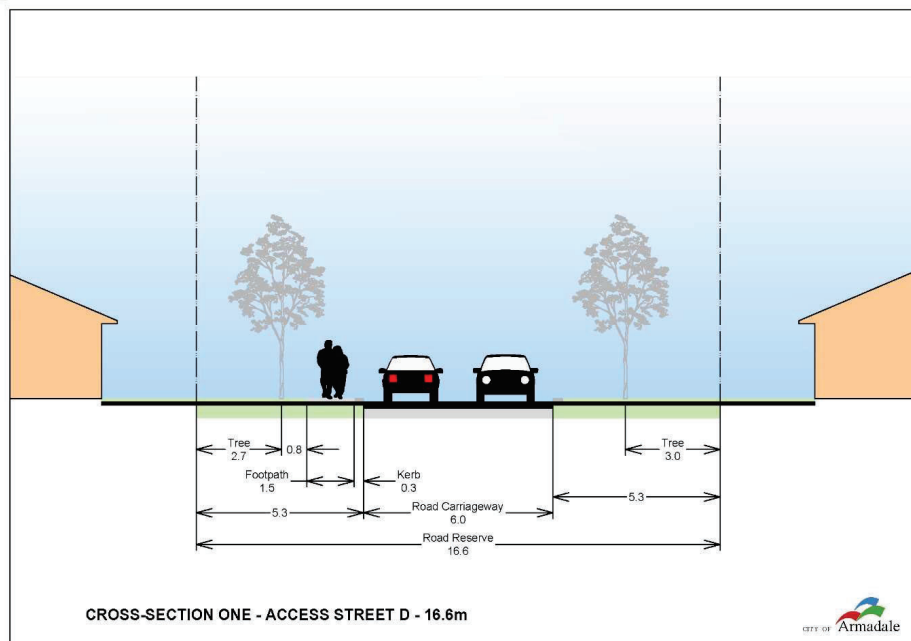 Tree
2.7
0.8
Tree
3.0
Footpath
1.5
Kerb
0.3
5.3
Road Carriageway
6.0
5.3
Road Reserve
16.6
CROSS-SECTION ONE - ACCESS STREET D - 16.6m
CITY OF Armadale